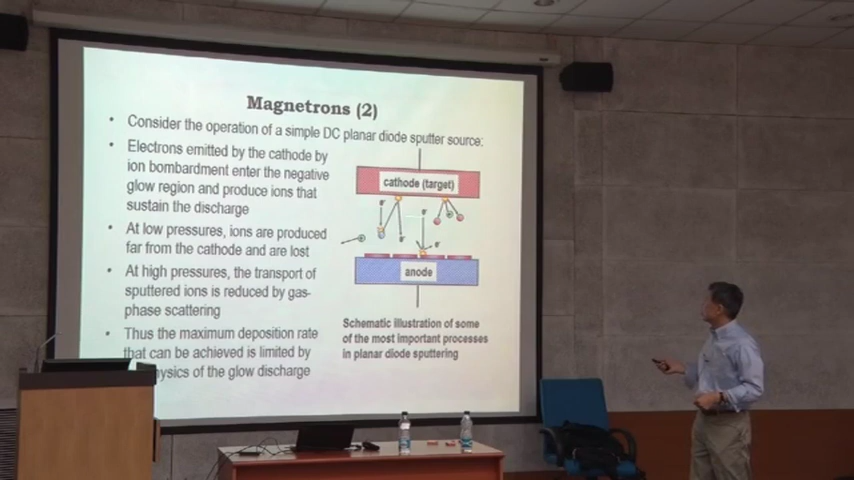 Magnetrons (2)
• Consider the operation of a simple DC planar diode sputter source:
• Electrons emitted by the cathode by
ion bombardment enter the negative
glow region and produce ions that
sustain the discharge
• At low pressures, ions are produced
far from the cathode and are lost
• At high pressures, the transport of
sputtered ions is reduced by gas-
phase scattering
• Thus the maximum deposition rate
that can be achieved is limited by
physics of the glow discharge
cathode (target)
anode
Schematic illustration of some
of the most important processes
in planar diode sputtering